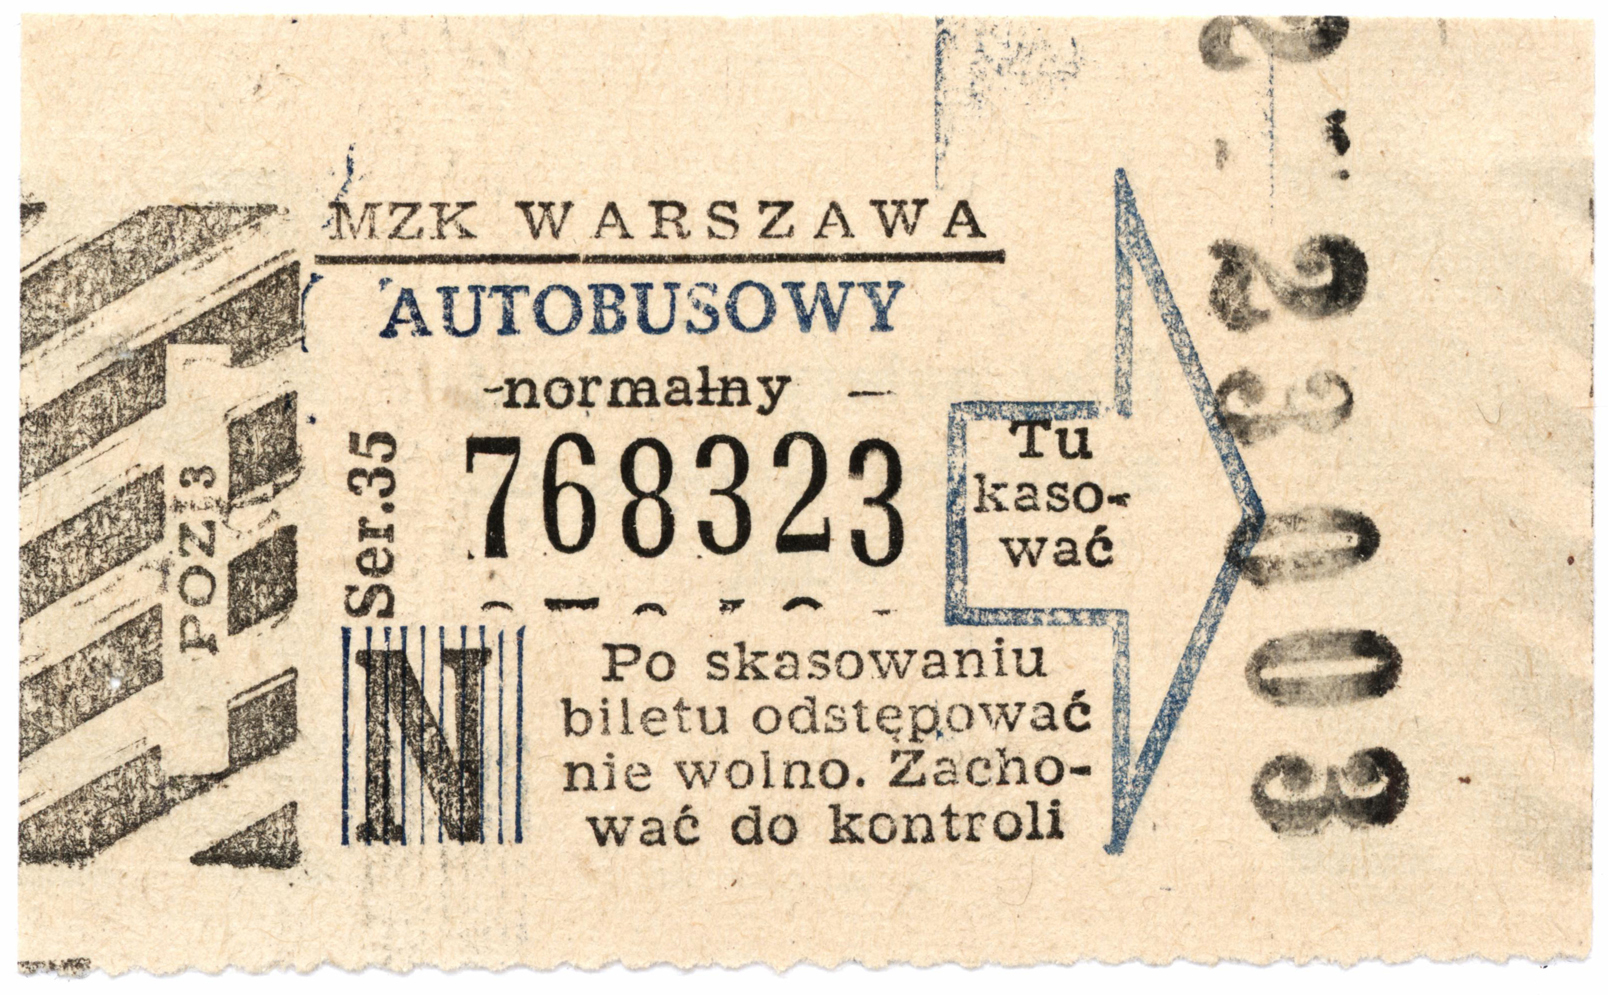 MZK WARSZAWA
AUTOBUSOWY
-normalny —
Ser.35
768323
POZ 3
N
Tu
kaso-
wać
Po skasowaniu
biletu odstępować
nie wolno. Zacho-
wać do kontroli